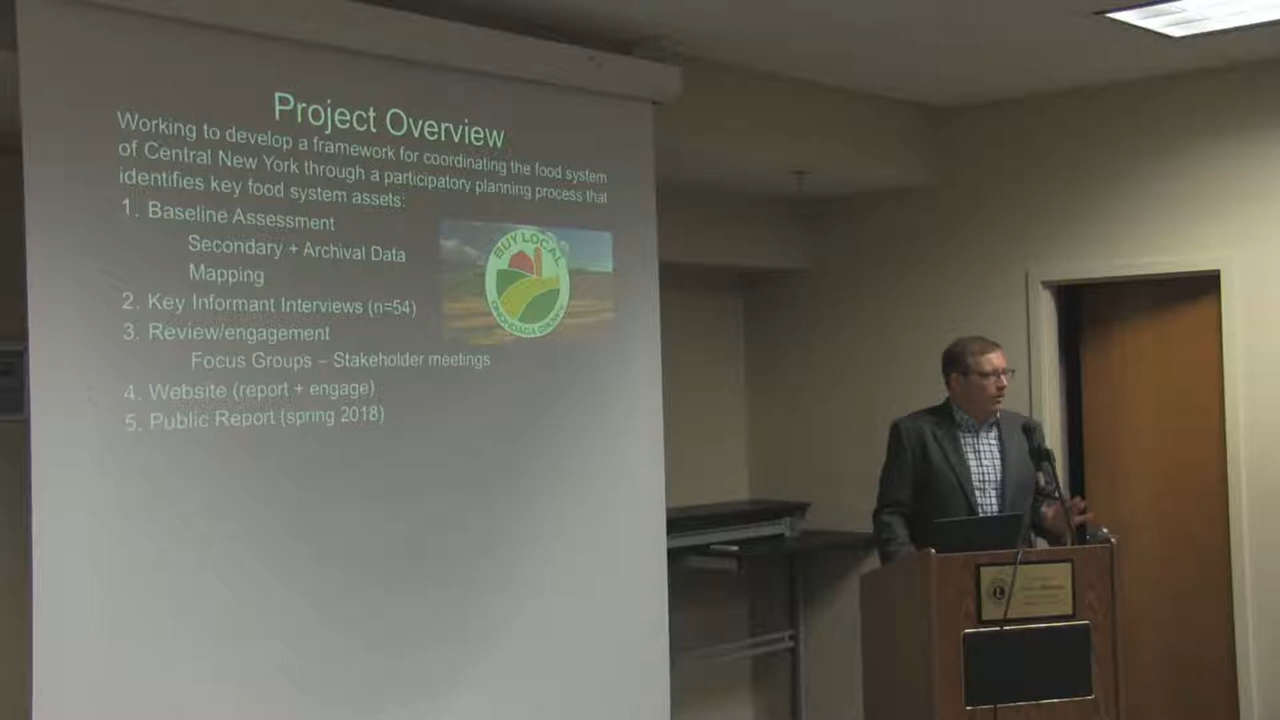 Project Overview
Working to develop a framework for coordinating the food system
of Central New York through a participatory planning process that
identifies key food system assets:
1. Baseline Assessment
Secondary + Archival Data
Mapping
2. Key Informant Interviews (n=54)
3. Review/engagement
Focus Groups – Stakeholder meetings
4. Website (report + engage)
5. Public Report (spring 2018)
BUY LOCAL
ONONDAGA COUNTY
L